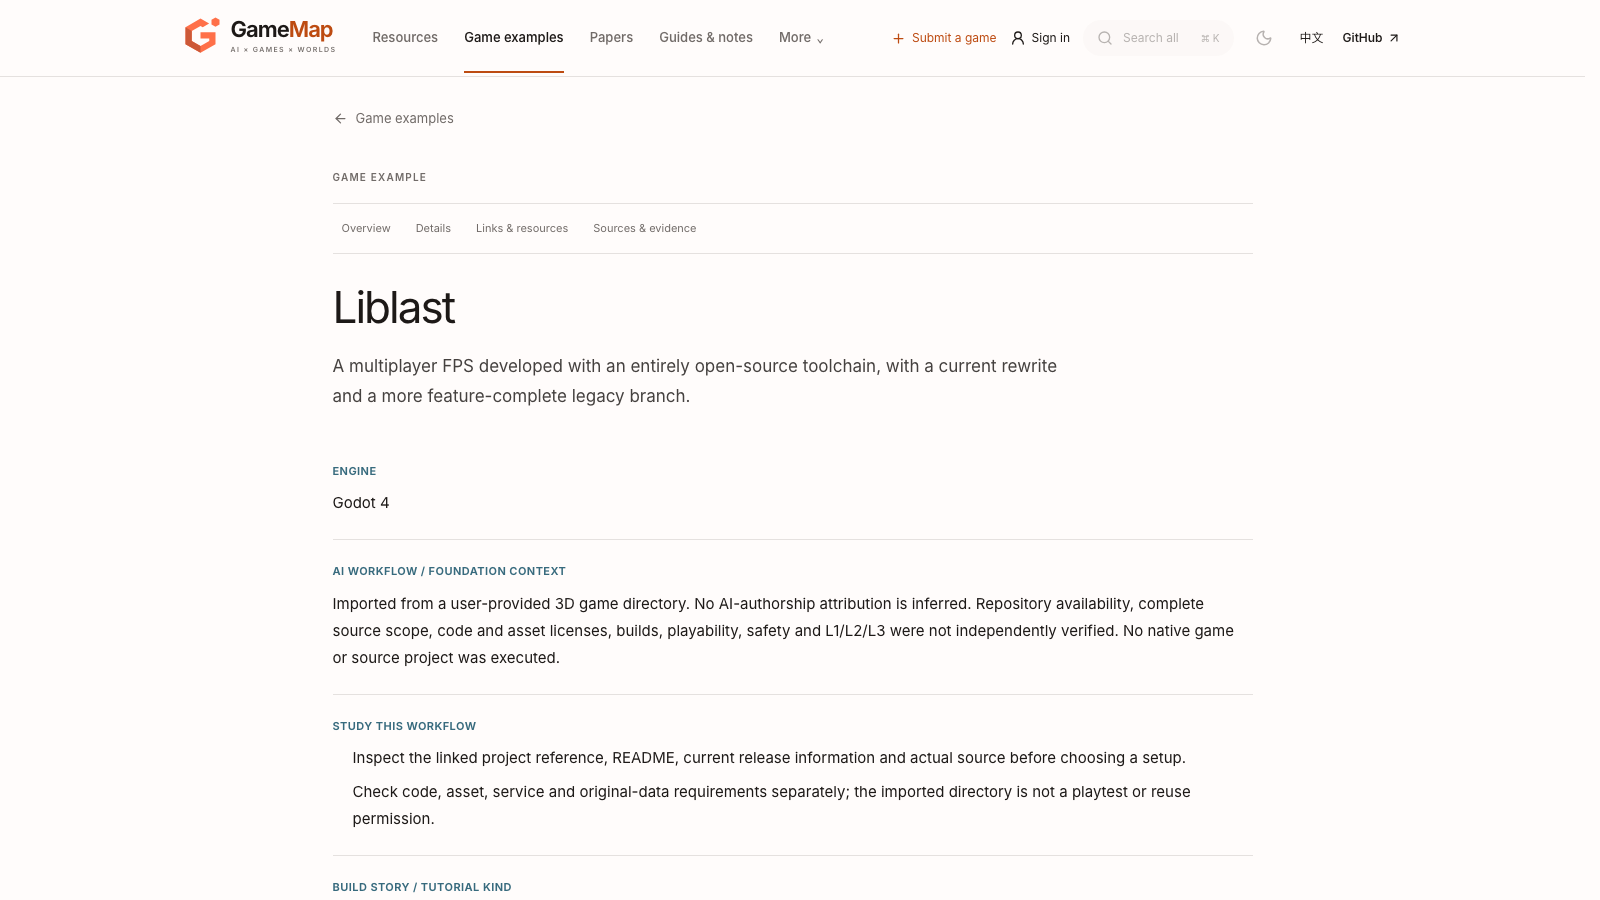 GameMap
AI × GAMES × WORLDS
Resources
Game examples
Papers
Guides & notes
More
Submit a game
Sign in
Search all
⌘ K
中文
GitHub
Game examples
GAME EXAMPLE
Overview
Details
Links & resources
Sources & evidence
Liblast
A multiplayer FPS developed with an entirely open-source toolchain, with a current rewrite
and a more feature-complete legacy branch.
ENGINE
Godot 4
AI WORKFLOW / FOUNDATION CONTEXT
Imported from a user-provided 3D game directory. No AI-authorship attribution is inferred. Repository availability, complete
source scope, code and asset licenses, builds, playability, safety and L1/L2/L3 were not independently verified. No native game
or source project was executed.
STUDY THIS WORKFLOW
Inspect the linked project reference, README, current release information and actual source before choosing a setup.
Check code, asset, service and original-data requirements separately; the imported directory is not a playtest or reuse
permission.
BUILD STORY / TUTORIAL KIND